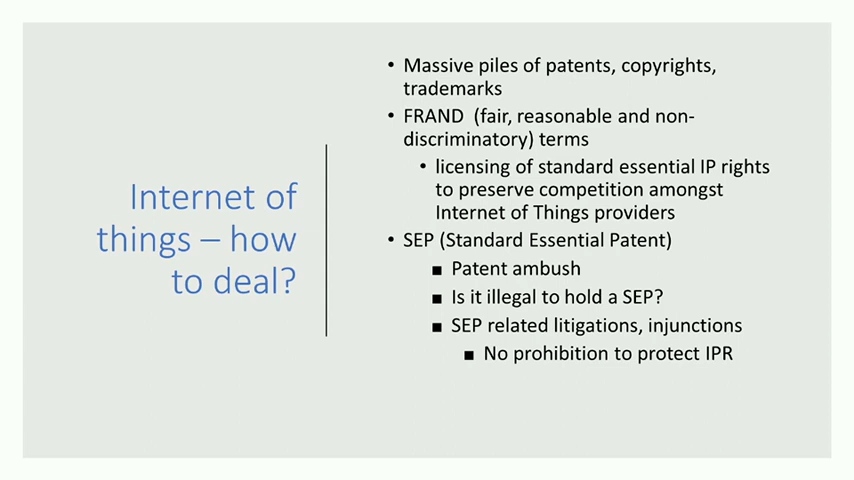 Internet of
things – how
to deal?
• Massive piles of patents, copyrights,
trademarks
• FRAND (fair, reasonable and non-
discriminatory) terms
• licensing of standard essential IP rights
to preserve competition amongst
Internet of Things providers
• SEP (Standard Essential Patent)
■ Patent ambush
■ Is it illegal to hold a SEP?
■ SEP related litigations, injunctions
■ No prohibition to protect IPR